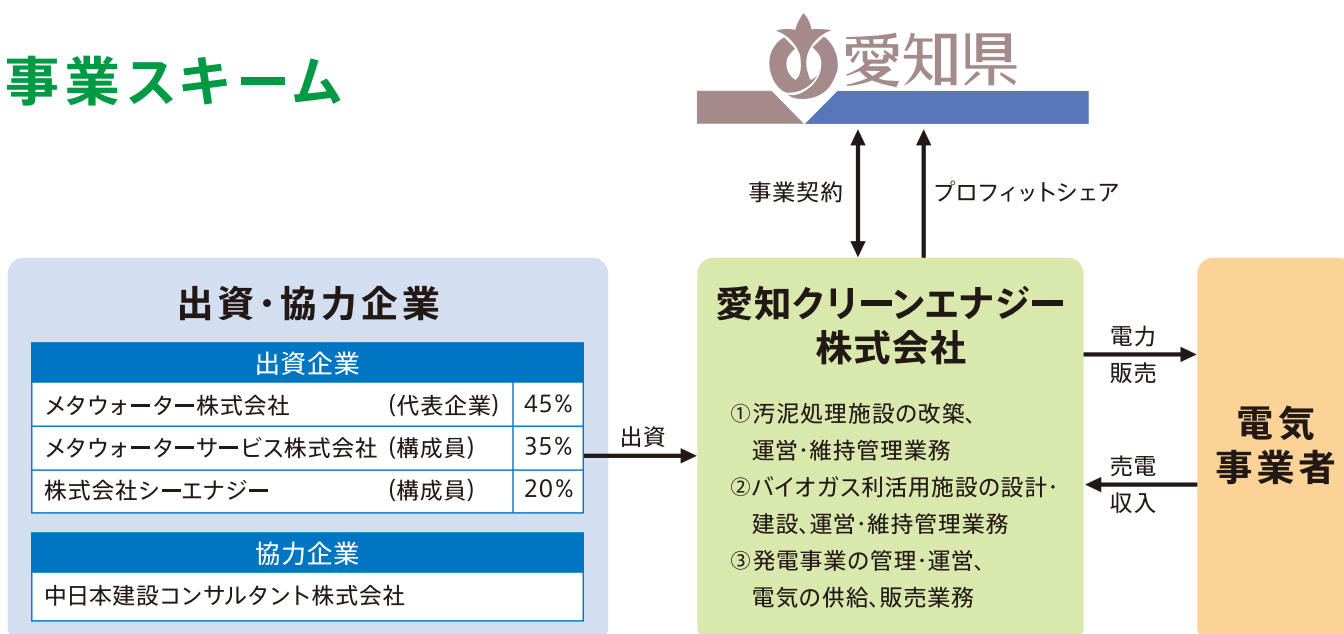 事業スキーム
愛知県
事業契約
プロフィットシェア
出資・協力企業
出資企業
メタウォーター株式会社 (代表企業) 45%
メタウォーターサービス株式会社 (構成員) 35%
株式会社シーエナジー (構成員) 20%
協力企業
中日本建設コンサルタント株式会社
出資
愛知クリーンエナジー
株式会社
①汚泥処理施設の改築、
運営・維持管理業務
②バイオガス利活用施設の設計・
建設、運営・維持管理業務
③発電事業の管理・運営、
電気の供給、販売業務
電力
販売
売電
収入
電気
事業者